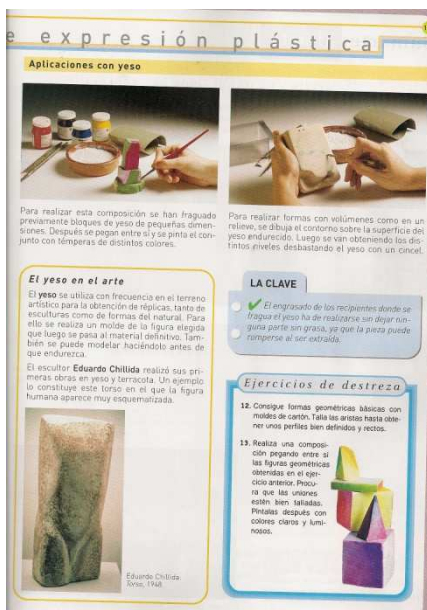 e expresión plástica
Aplicaciones con yeso
Para realizar esta composición se han fraguado
previamente bloques de yeso de pequeñas dimen-
siones. Después se pegan entre sí y se pinta el con-
junto con témperas de distintos colores.
Para realizar formas con volúmenes como en un
relieve, se dibuja el contorno sobre la superficie del
yeso endurecido. Luego se van obteniendo los dis-
tintos niveles desbastando el yeso con un cincel.
El yeso en el arte
El yeso se utiliza con frecuencia en el terreno
artístico para la obtención de réplicas, tanto de
esculturas como de formas del natural. Para
ello se realiza un molde de la figura elegida
que luego se pasa al material definitivo. Tam-
bién se puede modelar haciéndolo antes de
que endurezca.
El escultor Eduardo Chillida realizó sus pri-
meras obras en yeso y terracota. Un ejemplo
lo constituye este torso en el que la figura
humana aparece muy esquematizada.
Eduardo Chillida
Torso, 1948
LA CLAVE
El engrasado de los recipientes donde se
fragua el yeso ha de realizarse sin dejar nin-
guna parte sin grasa, ya que la pieza puede
romperse al ser extraída.
Ejercicios de destreza
12. Consigue formas geométricas básicas con
moldes de cartón. Talla las aristas hasta obte-
ner unos perfiles bien definidos y rectos.
13. Realiza una composi-
ción pegando entre sí
las figuras geométricas
obtenidas en el ejer-
cicio anterior. Procu-
ra que las uniones
estén bien talladas.
Píntalas después con
colores claros y lumi-
nosos.